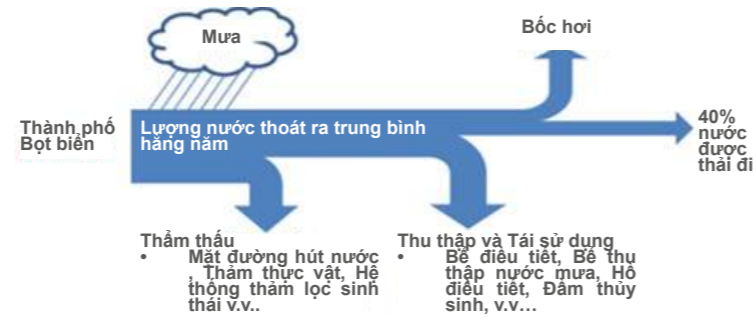 Mưa
Bốc hơi
Thành phố
Bọt biển
Lượng nước thoát ra trung bình
hằng năm
40%
nước
được
thải đi
Thẩm thấu
• Mặt đường hút nước
, Thảm thực vật, Hệ
thống thảm lọc sinh
thái v.v..
Thu thập và Tái sử dụng
• Bể điều tiết, Bể thu
thập nước mưa, Hồ
điều tiết, Đầm thủy
sinh, v.v...